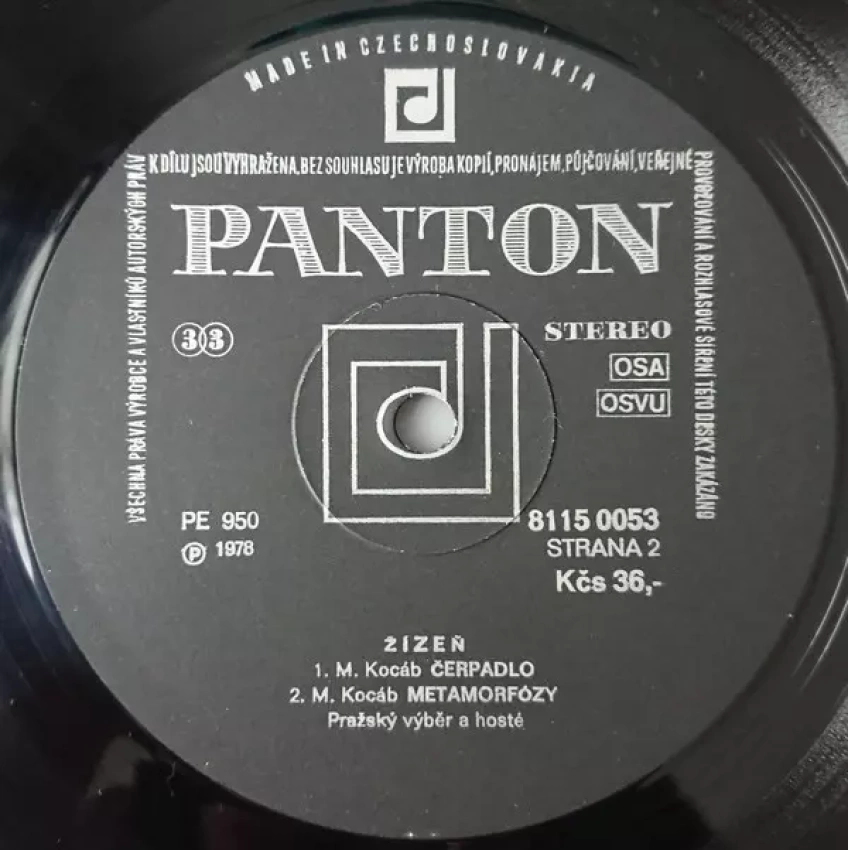 MADE IN CZECHOSLOVAKIA
VŠECHNA PRÁVA VÝROBCE A VLASTNÍKŮ AUTORSKÝCH PRÁV
K DÍLU JSOU VYHRAŽENA. BEZ SOUHLASU JE VÝROBA KOPIÍ, PRONÁJEM, PŮJČOVÁNÍ, VEŘEJNÉ
PROVOZOVÁNÍ A ROZHLASOVÉ ŠÍŘENÍ TÉTO DESKY ZAKÁZÁNO
PANTON
33
STEREO
OSA
OSVU
PE 950
℗ 1978
8115 0053
STRANA 2
Kčs 36,-
ŽÍZEŇ
1. M. Kocáb ČERPADLO
2. M. Kocáb METAMORFÓZY
Pražský výběr a hosté